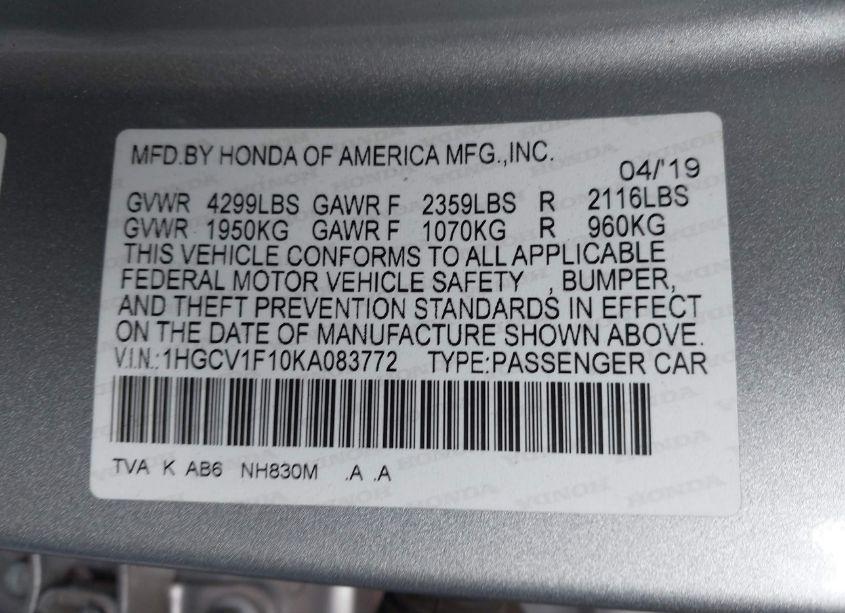 MFD.BY HONDA OF AMERICA MFG.,INC.
04/'19
GVWR 4299LBS GAWR F 2359LBS R 2116LBS
GVWR 1950KG GAWR F 1070KG R 960KG
THIS VEHICLE CONFORMS TO ALL APPLICABLE
FEDERAL MOTOR VEHICLE SAFETY , BUMPER,
AND THEFT PREVENTION STANDARDS IN EFFECT
ON THE DATE OF MANUFACTURE SHOWN ABOVE.
V.I.N.:1HGCV1F10KA083772 TYPE:PASSENGER CAR
TVA K AB6 NH830M .A .A